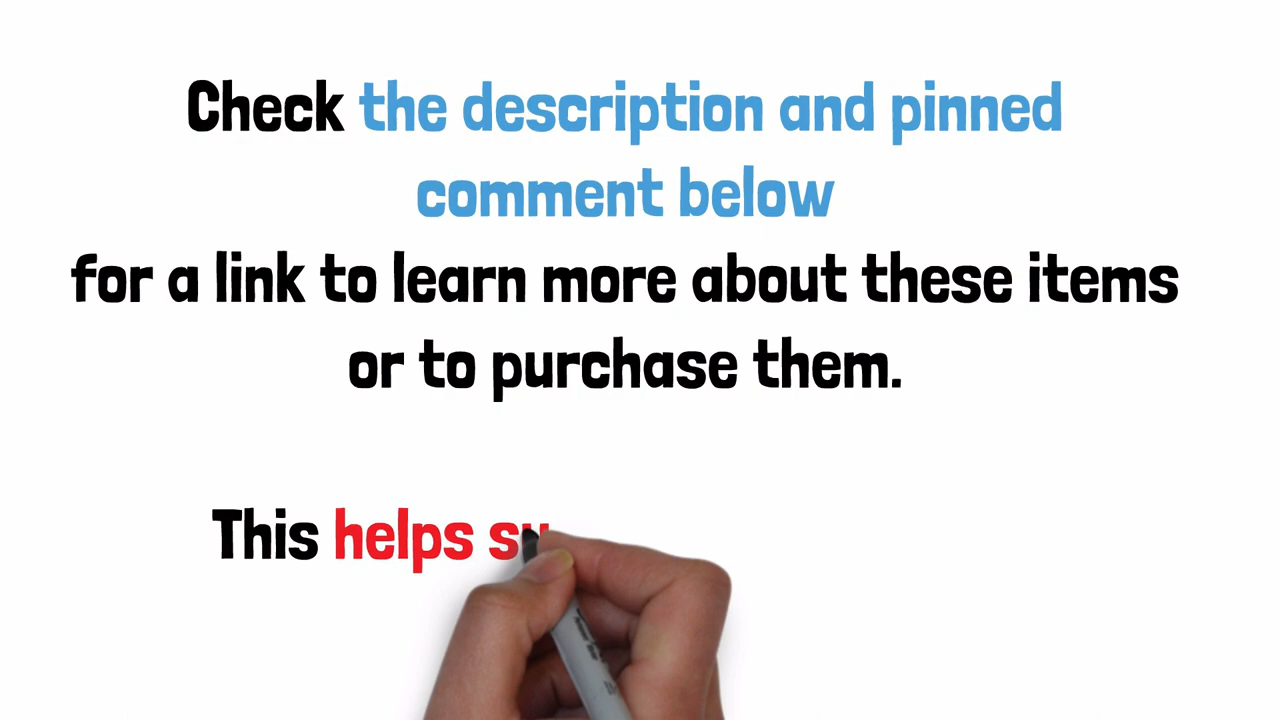 Check the description and pinned
comment below
for a link to learn more about these items
or to purchase them.
This helps su